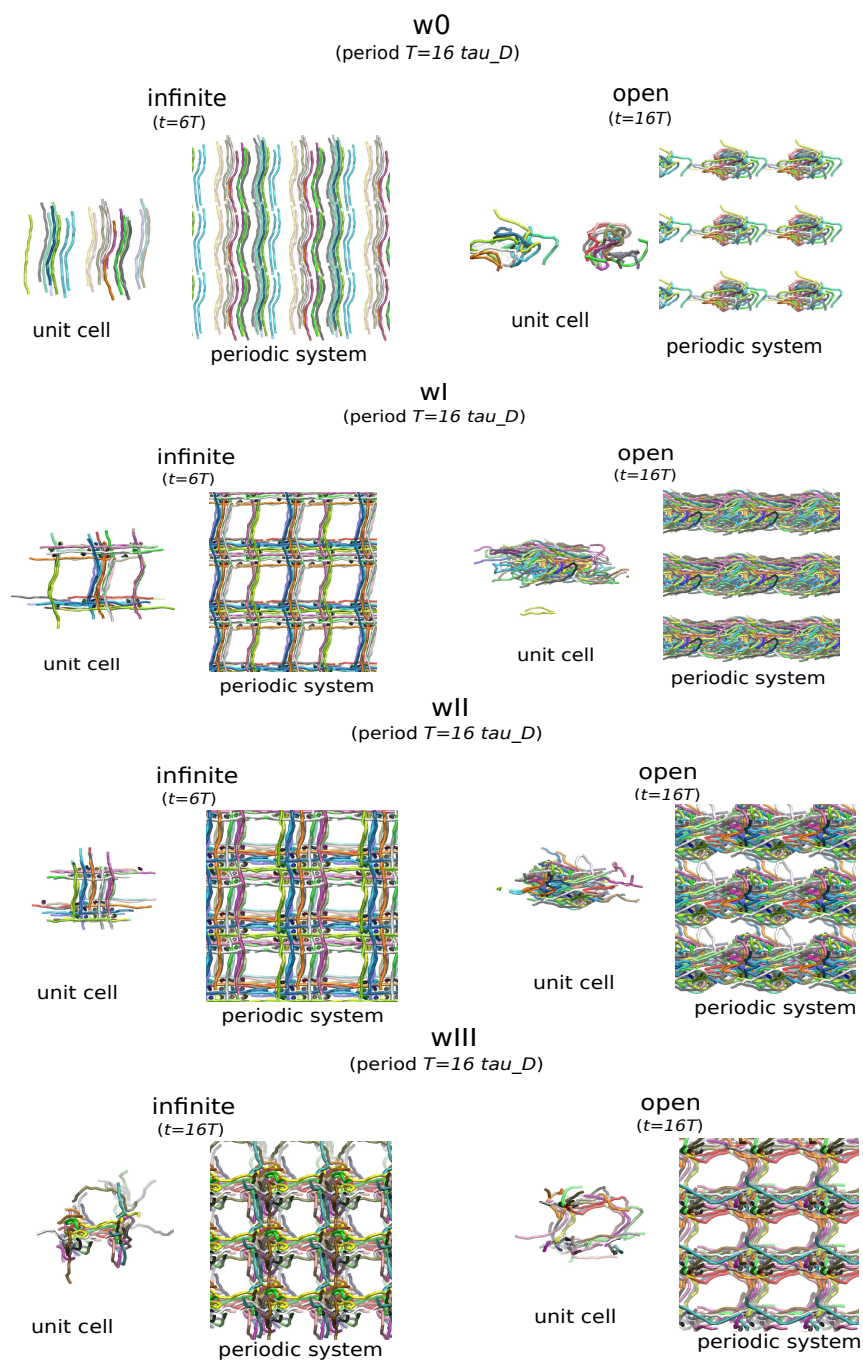 w0
(period T=16 tau_D)
infinite
(t=6T)
open
(t=16T)
unit cell
periodic system
unit cell
periodic system
wI
(period T=16 tau_D)
infinite
(t=6T)
open
(t=16T)
unit cell
periodic system
unit cell
periodic system
wII
(period T=16 tau_D)
infinite
(t=6T)
open
(t=16T)
unit cell
periodic system
unit cell
periodic system
wIII
(period T=16 tau_D)
infinite
(t=16T)
open
(t=16T)
unit cell
periodic system
unit cell
periodic system